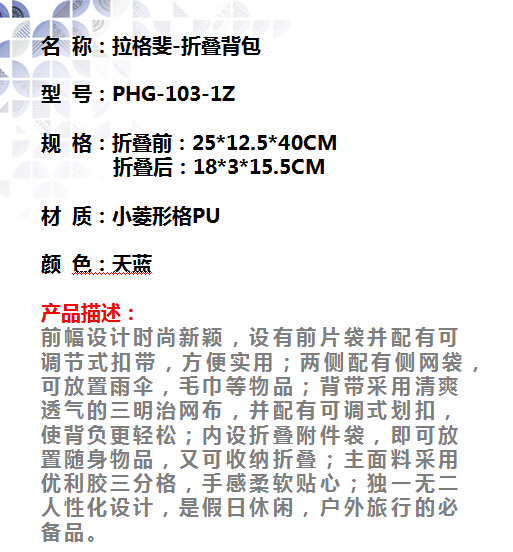 名 称：拉格斐-折叠背包
型 号：PHG-103-1Z
规 格：折叠前：25*12.5*40CM
折叠后：18*3*15.5CM
材 质：小菱形格PU
颜 色：天蓝
产品描述：
前幅设计时尚新颖，设有前片袋并配有可
调节式扣带，方便实用；两侧配有侧网袋，
可放置雨伞，毛巾等物品；背带采用清爽
透气的三明治网布，并配有可调式划扣，
使背负更轻松；内设折叠附件袋，即可放
置随身物品，又可收纳折叠；主面料采用
优利胶三分格，手感柔软贴心；独一无二
人性化设计，是假日休闲，户外旅行的必
备品。